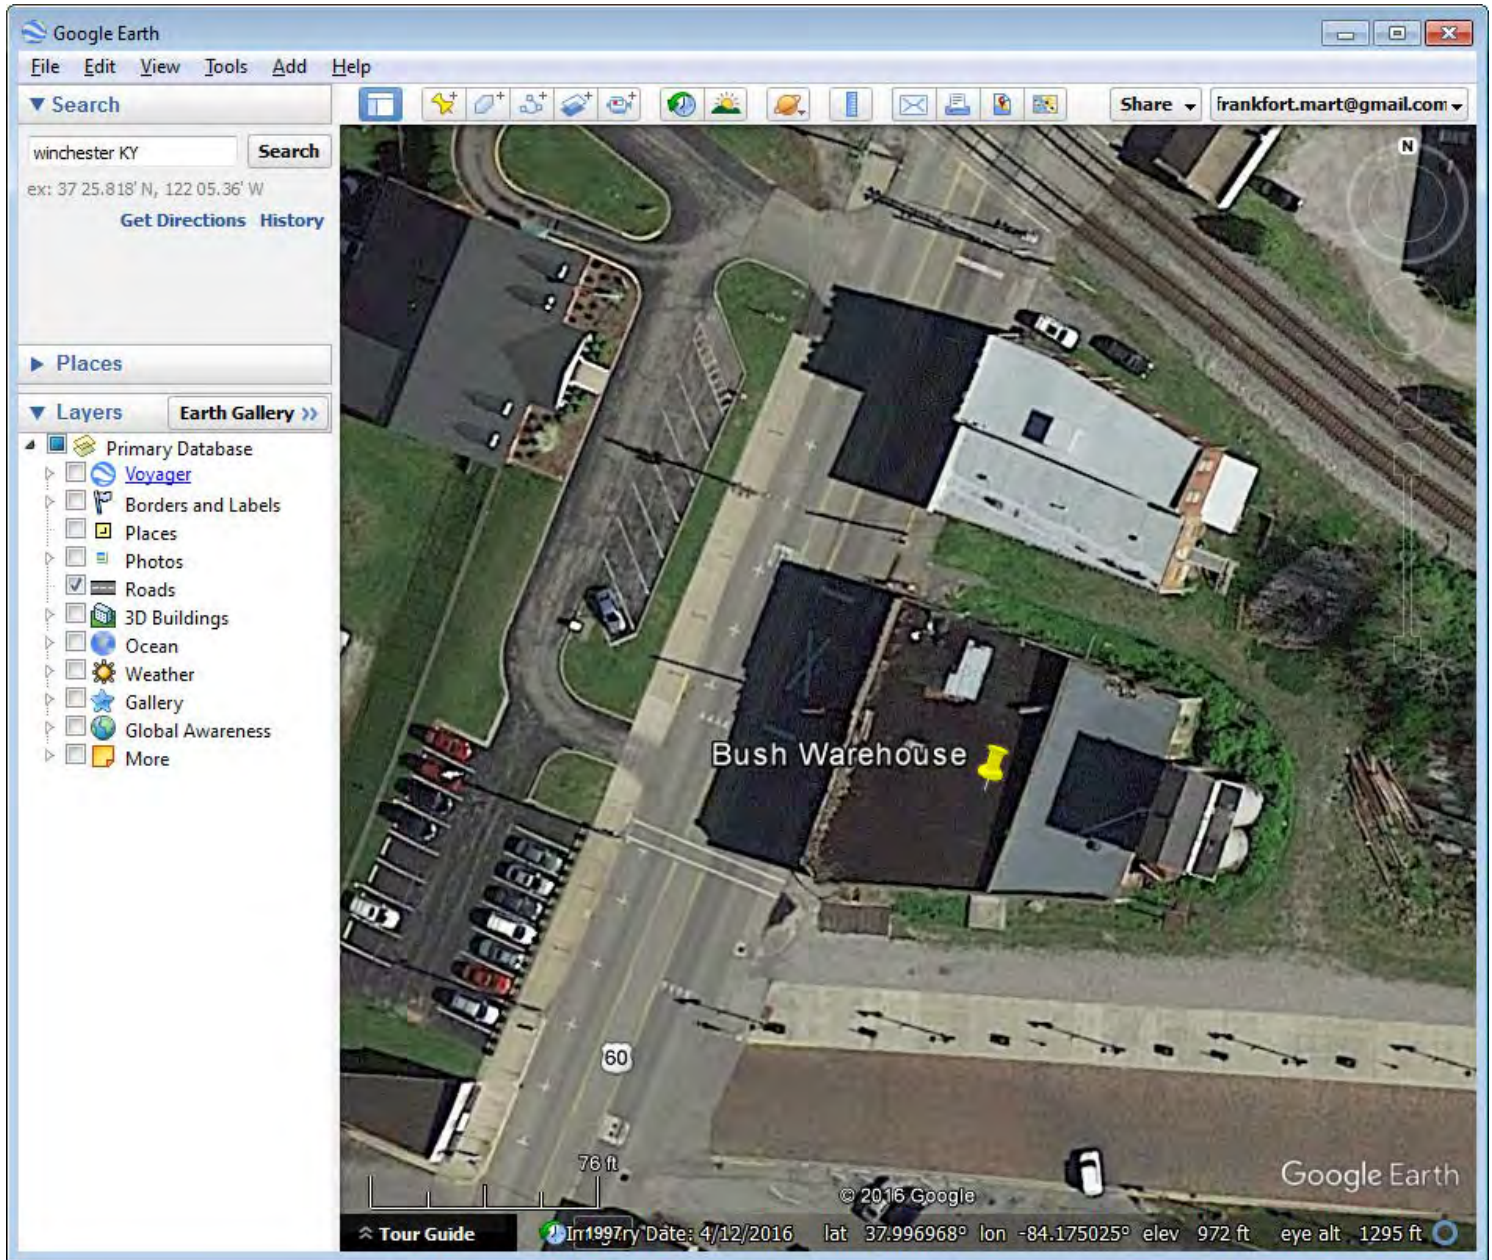 Google Earth
File Edit View Tools Add Help
Search
Share
frankfort.mart@gmail.com
winchester KY
Search
ex: 37 25.818' N, 122 05.36' W
Get Directions History
Places
Layers
Earth Gallery >>
Primary Database
Voyager
Borders and Labels
Places
Photos
Roads
3D Buildings
Ocean
Weather
Gallery
Global Awareness
More
N
Bush Warehouse
60
76 ft
Google Earth
© 2016 Google
Tour Guide
1997
Imagery Date: 4/12/2016 lat 37.996968° lon -84.175025° elev 972 ft eye alt 1295 ft